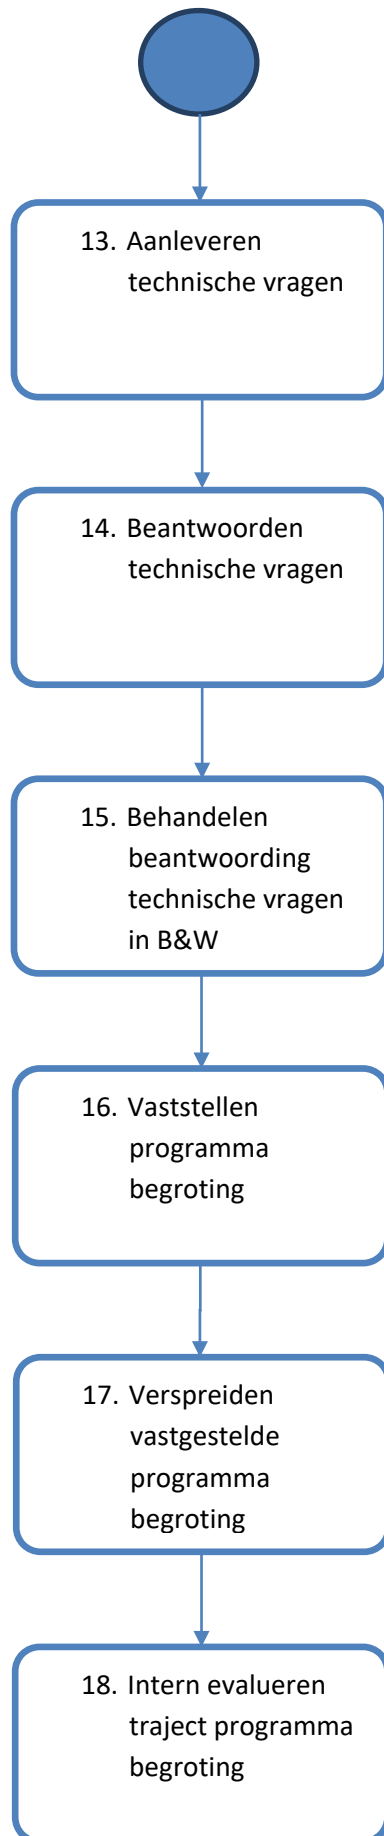 13. Aanleveren
technische vragen
14. Beantwoorden
technische vragen
15. Behandelen
beantwoording
technische vragen
in B&W
16. Vaststellen
programma
begroting
17. Verspreiden
vastgestelde
programma
begroting
18. Intern evalueren
traject programma
begroting